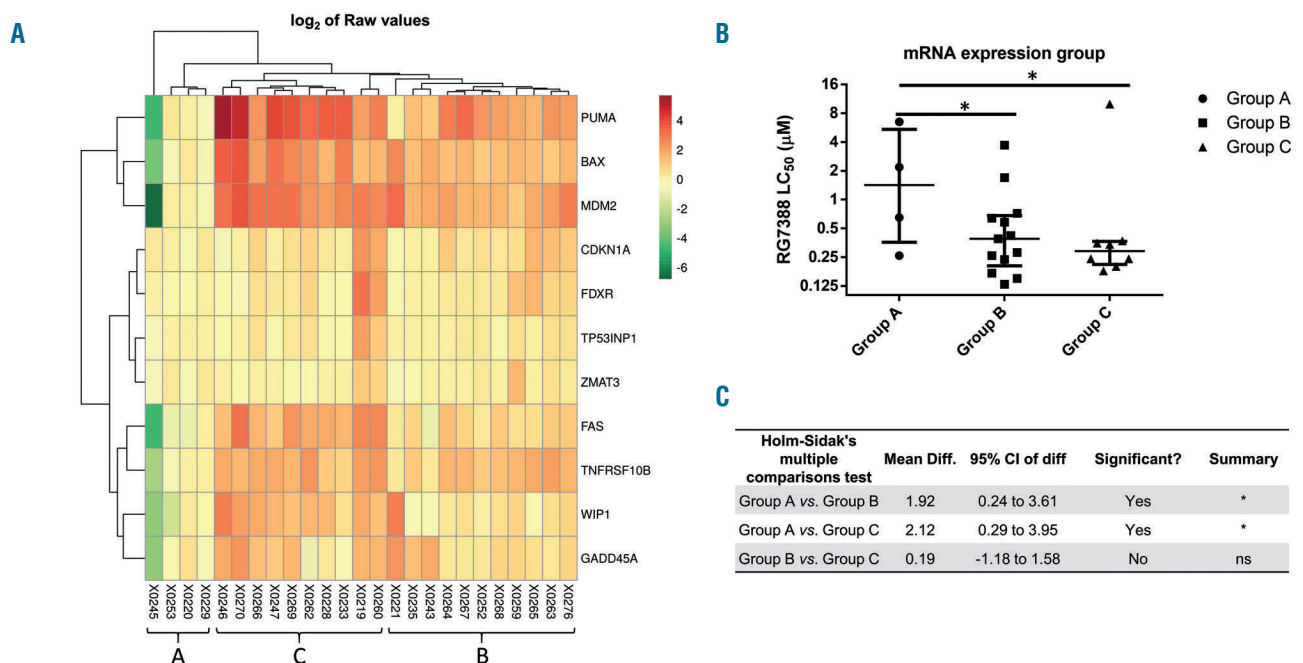 A
log2 of Raw values
4
2
0
-2
-4
-6
PUMA
BAX
MDM2
CDKN1A
FDXR
TP53INP1
ZMAT3
FAS
TNFRSF10B
WIP1
GADD45A
X0245
X0253
X0220
X0229
X0246
X0270
X0266
X0247
X0269
X0262
X0228
X0233
X0219
X0260
X0221
X0235
X0243
X0264
X0267
X0252
X0268
X0259
X0265
X0263
X0276
A
C
B
B
mRNA expression group
RG7388 LC50 (µM)
16
8
4
2
1
0.5
0.25
0.125
*
*
Group A
Group B
Group C
Group A
Group B
Group C
C
Holm-Sidak's
multiple
comparisons test
Mean Diff. 95% CI of diff Significant? Summary
Group A vs. Group B 1.92 0.24 to 3.61 Yes *
Group A vs. Group C 2.12 0.29 to 3.95 Yes *
Group B vs. Group C 0.19 -1.18 to 1.58 No ns